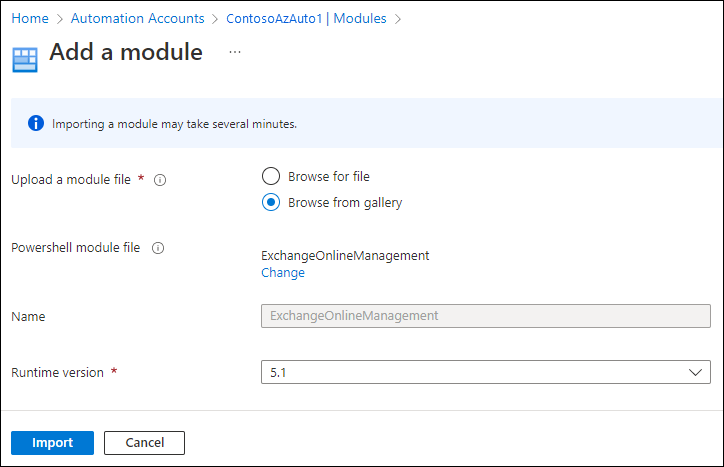 Home > Automation Accounts > ContosoAzAuto1 | Modules >
Add a module ...
Importing a module may take several minutes.
Upload a module file *
Browse for file
Browse from gallery
Powershell module file
ExchangeOnlineManagement
Change
Name
ExchangeOnlineManagement
Runtime version *
5.1
Import
Cancel